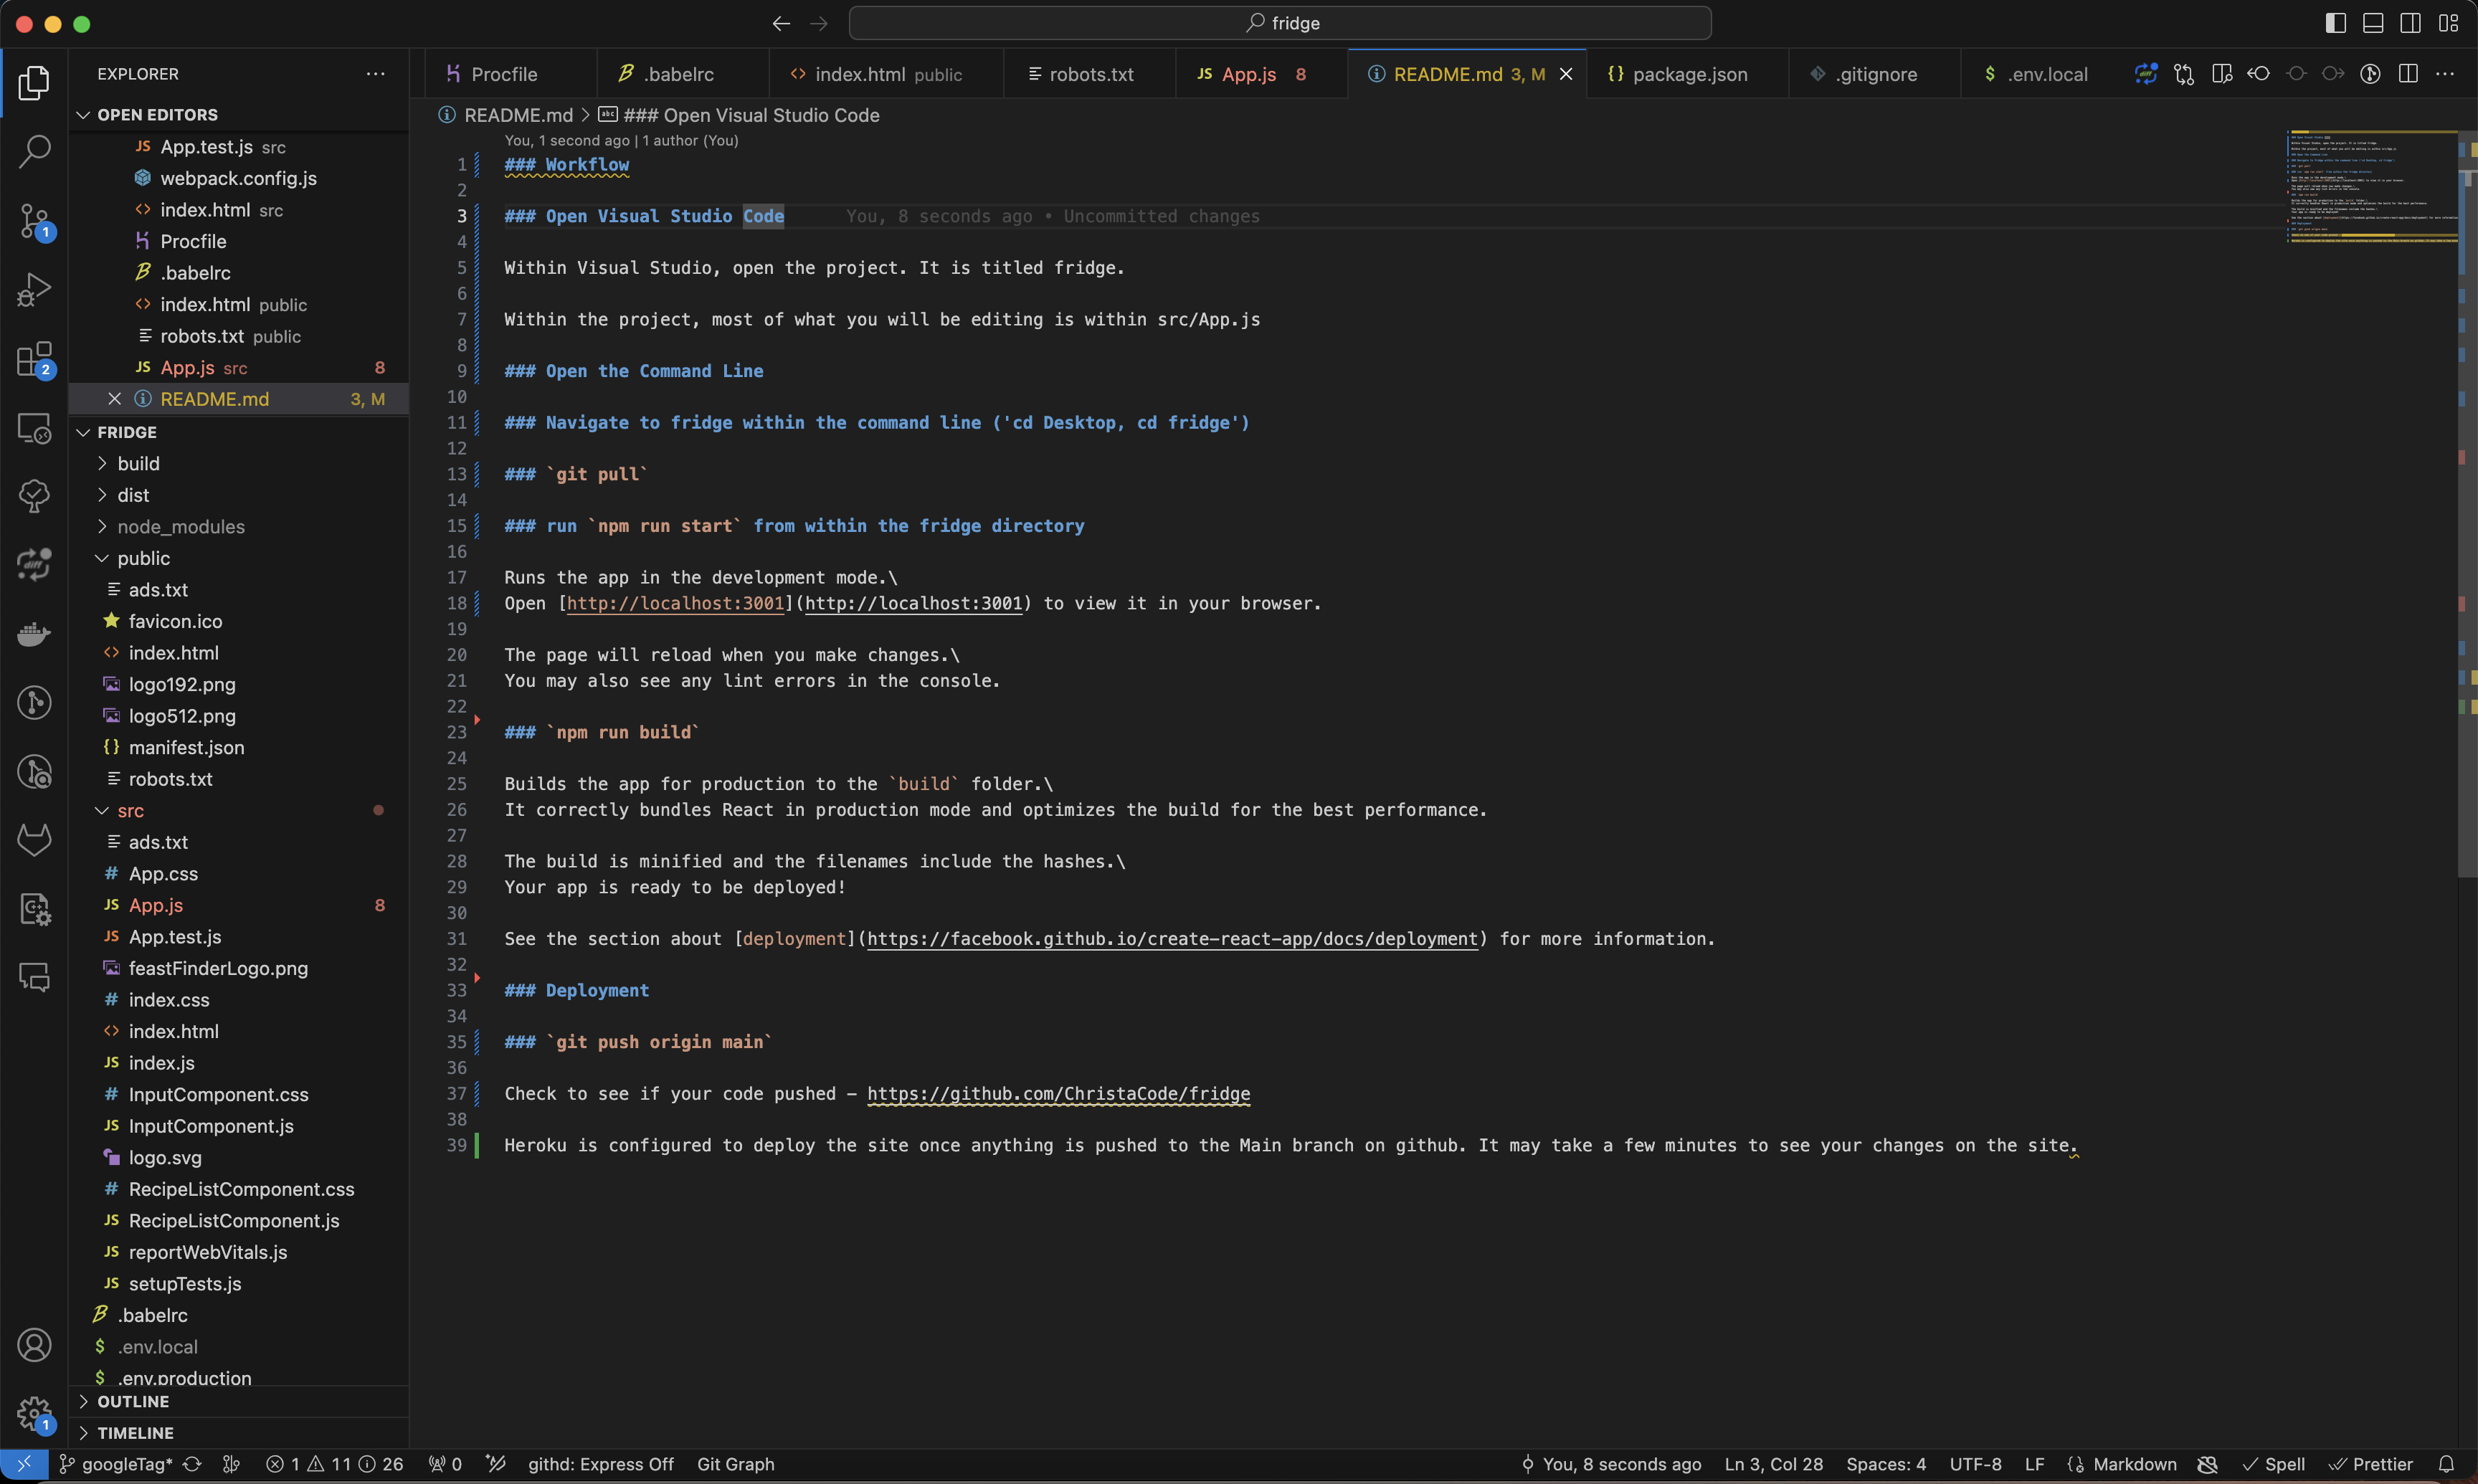 fridge
EXPLORER
OPEN EDITORS
App.test.js src
webpack.config.js
index.html src
Procfile
.babelrc
index.html public
robots.txt public
App.js src 8
README.md 3, M
FRIDGE
build
dist
node_modules
public
ads.txt
favicon.ico
index.html
logo192.png
logo512.png
manifest.json
robots.txt
src
ads.txt
App.css
App.js 8
App.test.js
feastFinderLogo.png
index.css
index.html
index.js
InputComponent.css
InputComponent.js
logo.svg
RecipeListComponent.css
RecipeListComponent.js
reportWebVitals.js
setupTests.js
.babelrc
.env.local
.env.production
OUTLINE
TIMELINE
Procfile .babelrc index.html public robots.txt App.js 8 README.md 3, M package.json .gitignore .env.local
README.md > ### Open Visual Studio Code
You, 1 second ago | 1 author (You)
1 ### Workflow
2
3 ### Open Visual Studio Code You, 8 seconds ago • Uncommitted changes
4
5 Within Visual Studio, open the project. It is titled fridge.
6
7 Within the project, most of what you will be editing is within src/App.js
8
9 ### Open the Command Line
10
11 ### Navigate to fridge within the command line ('cd Desktop, cd fridge')
12
13 ### `git pull`
14
15 ### run `npm run start` from within the fridge directory
16
17 Runs the app in the development mode.\
18 Open [http://localhost:3001](http://localhost:3001) to view it in your browser.
19
20 The page will reload when you make changes.\
21 You may also see any lint errors in the console.
22
23 ### `npm run build`
24
25 Builds the app for production to the `build` folder.\
26 It correctly bundles React in production mode and optimizes the build for the best performance.
27
28 The build is minified and the filenames include the hashes.\
29 Your app is ready to be deployed!
30
31 See the section about [deployment](https://facebook.github.io/create-react-app/docs/deployment) for more information.
32
33 ### Deployment
34
35 ### `git push origin main`
36
37 Check to see if your code pushed – https://github.com/ChristaCode/fridge
38
39 Heroku is configured to deploy the site once anything is pushed to the Main branch on github. It may take a few minutes to see your changes on the site.
1
2
1
googleTag* 1 11 26 0 githd: Express Off Git Graph You, 8 seconds ago Ln 3, Col 28 Spaces: 4 UTF-8 LF Markdown Spell Prettier